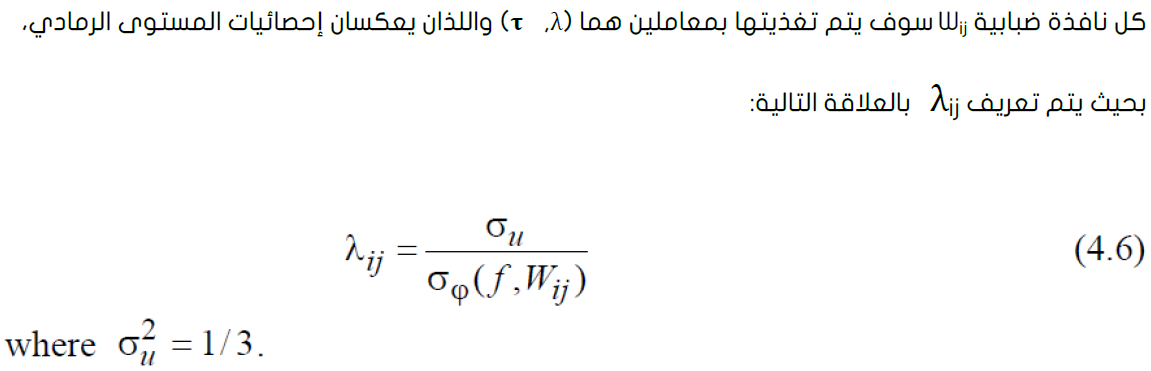 كل نافذة ضبابية Wij سوف يتم تغذيتها بمعاملين هما (λ, τ) واللذان يعكسان إحصائيات المستوى الرمادي،
بحيث يتم تعريف λij بالعلاقة التالية:
λij = σu / σφ(f,Wij) (4.6)
where σu² = 1/3.